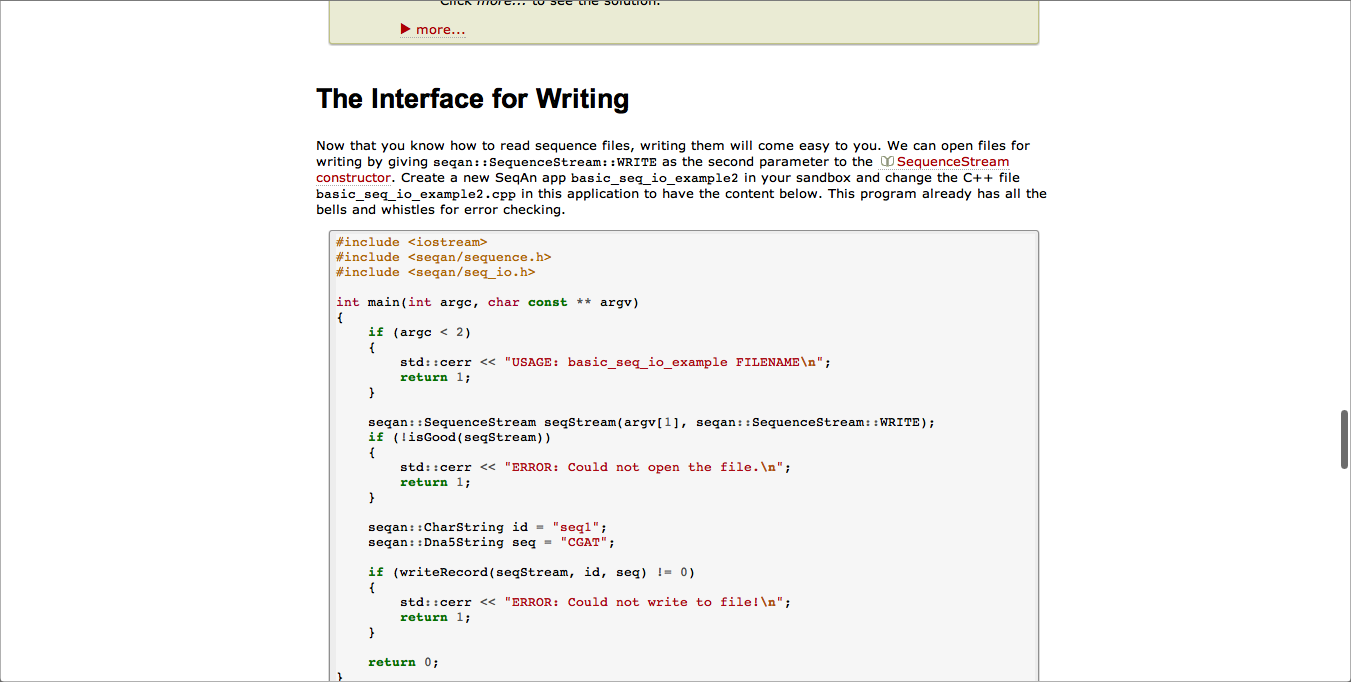 Click more... to see the solution.
▶ more...
The Interface for Writing
Now that you know how to read sequence files, writing them will come easy to you. We can open files for
writing by giving seqan::SequenceStream::WRITE as the second parameter to the SequenceStream
constructor. Create a new SeqAn app basic_seq_io_example2 in your sandbox and change the C++ file
basic_seq_io_example2.cpp in this application to have the content below. This program already has all the
bells and whistles for error checking.
#include <iostream>
#include <seqan/sequence.h>
#include <seqan/seq_io.h>
int main(int argc, char const ** argv)
{
    if (argc < 2)
    {
        std::cerr << "USAGE: basic_seq_io_example FILENAME\n";
        return 1;
    }
    seqan::SequenceStream seqStream(argv[1], seqan::SequenceStream::WRITE);
    if (!isGood(seqStream))
    {
        std::cerr << "ERROR: Could not open the file.\n";
        return 1;
    }
    seqan::CharString id = "seq1";
    seqan::Dna5String seq = "CGAT";
    if (writeRecord(seqStream, id, seq) != 0)
    {
        std::cerr << "ERROR: Could not write to file!\n";
        return 1;
    }
    return 0;
}